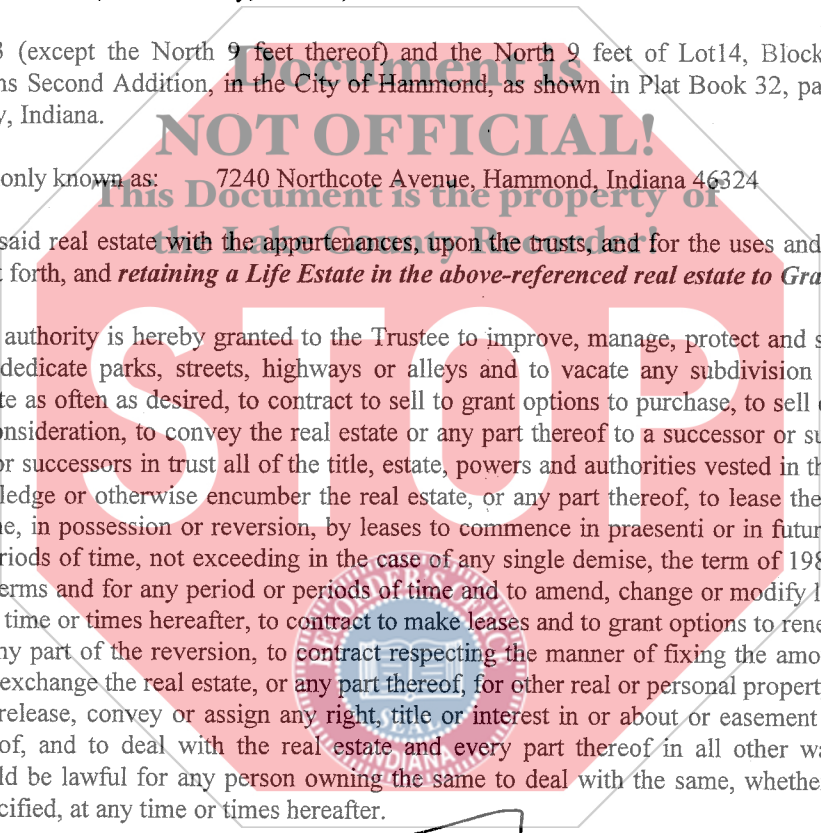 3 (except the North 9 feet thereof) and the North 9 feet of Lot14, Block
ns Second Addition, in the City of Hammond, as shown in Plat Book 32, pa
y, Indiana.
only known as: 7240 Northcote Avenue, Hammond, Indiana 46324
said real estate with the appurtenances, upon the trusts, and for the uses and
t forth, and retaining a Life Estate in the above-referenced real estate to Gra
authority is hereby granted to the Trustee to improve, manage, protect and s
dedicate parks, streets, highways or alleys and to vacate any subdivision
te as often as desired, to contract to sell to grant options to purchase, to sell
onsideration, to convey the real estate or any part thereof to a successor or su
or successors in trust all of the title, estate, powers and authorities vested in th
ledge or otherwise encumber the real estate, or any part thereof, to lease the
ne, in possession or reversion, by leases to commence in praesenti or in futur
riods of time, not exceeding in the case of any single demise, the term of 198
erms and for any period or periods of time and to amend, change or modify l
time or times hereafter, to contract to make leases and to grant options to rene
ny part of the reversion, to contract respecting the manner of fixing the amo
exchange the real estate, or any part thereof, for other real or personal propert
release, convey or assign any right, title or interest in or about or easement
of, and to deal with the real estate and every part thereof in all other wa
ld be lawful for any person owning the same to deal with the same, whether
cified, at any time or times hereafter.
Document is
NOT OFFICIAL!
This Document is the property of
the Lake County Recorder!
STOP
RECORDER'S OFFICE
SEAL
INDIANA